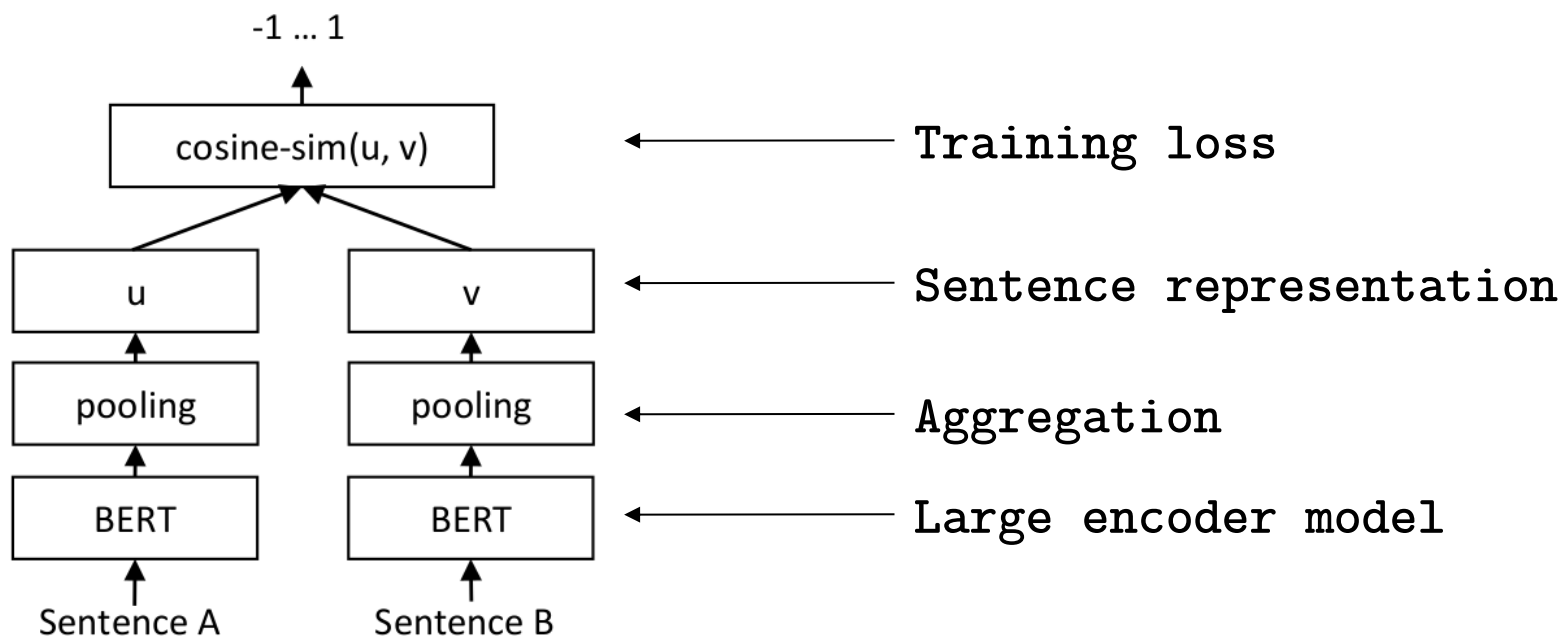 -1 ... 1
cosine-sim(u, v)
Training loss
u
v
Sentence representation
pooling
pooling
Aggregation
BERT
BERT
Large encoder model
Sentence A
Sentence B